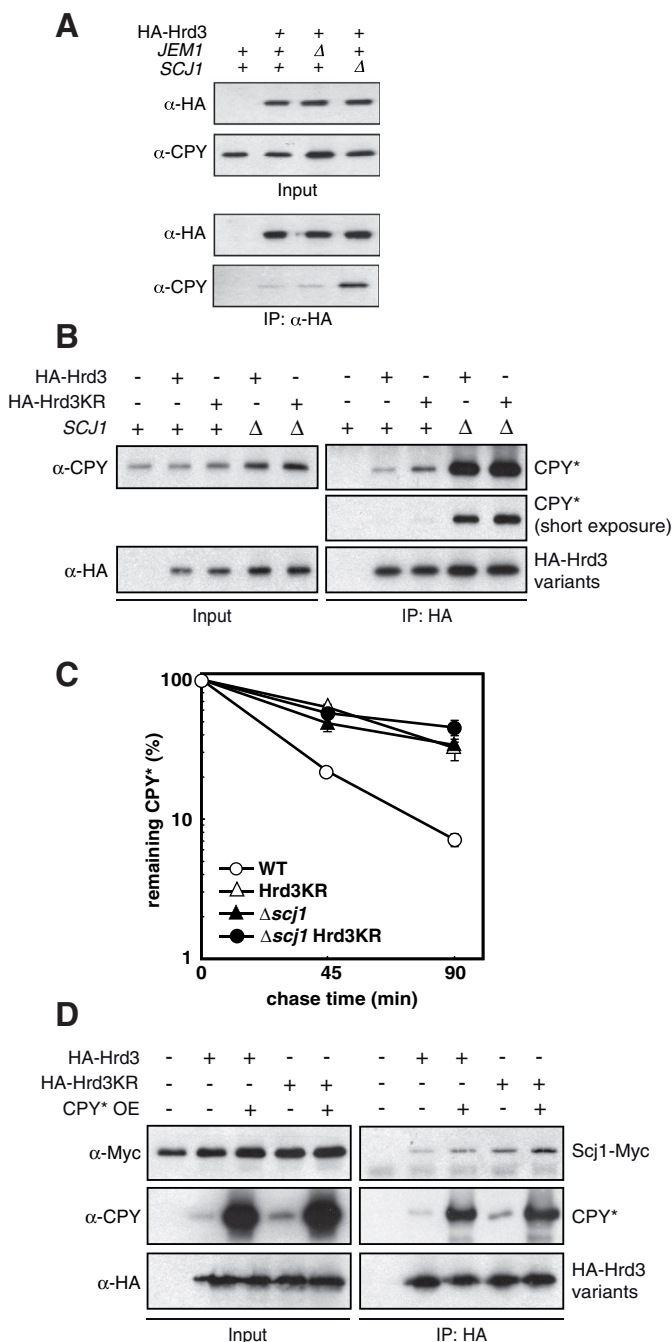 A
HA-Hrd3 + + +
JEM1 + + Δ +
SCJ1 + + + Δ
α-HA
α-CPY
Input
α-HA
α-CPY
IP: α-HA
B
HA-Hrd3 - + - + - - + - + -
HA-Hrd3KR - - + - + - - + - +
SCJ1 + + + Δ Δ + + + Δ Δ
α-CPY CPY*
CPY*
(short exposure)
α-HA HA-Hrd3
variants
Input IP: HA
C
remaining CPY* (%)
100
10
1
WT
Hrd3KR
Δscj1
Δscj1 Hrd3KR
0 45 90
chase time (min)
D
HA-Hrd3 - + + - - - + + - -
HA-Hrd3KR - - - + + - - - + +
CPY* OE - - + - + - - + - +
α-Myc Scj1-Myc
α-CPY CPY*
α-HA HA-Hrd3
variants
Input IP: HA